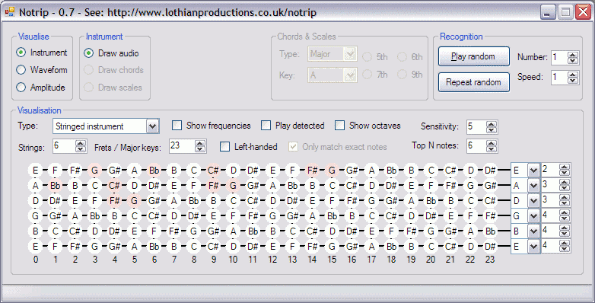 Notrip - 0.7 - See: http://www.lothianproductions.co.uk/notrip
Visualise
Instrument
Waveform
Amplitude
Instrument
Draw audio
Draw chords
Draw scales
Chords & Scales
Type: Major 5th 6th
Key A 7th 9th
Recognition
Play random Number: 1
Repeat random Speed: 1
Visualisation
Type: Stringed instrument Show frequencies Play detected Show octaves Sensitivity: 5
Strings: 6 Frets / Major keys: 23 Left-handed Only match exact notes Top N notes: 6
E F F# G G# A Bb B C C# D D# E F F# G G# A Bb B C C# D D# E 2
A Bb B C C# D D# E F F# G G# A Bb B C C# D D# E F F# G G# A 3
D D# E F F# G G# A Bb B C C# D D# E F F# G G# A Bb B C C# D 3
G G# A Bb B C C# D D# E F F# G G# A Bb B C C# D D# E F F# G 4
B C C# D D# E F F# G G# A Bb B C C# D D# E F F# G G# A Bb B 4
E F F# G G# A Bb B C C# D D# E F F# G G# A Bb B C C# D D# E 4
0 1 2 3 4 5 6 7 8 9 10 11 12 13 14 15 16 17 18 19 20 21 22 23